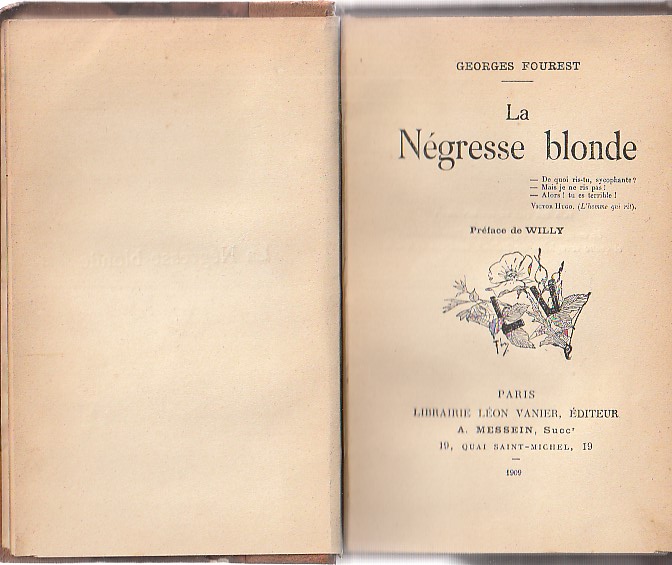 GEORGES FOUREST
La
Négresse blonde
— De quoi ris-tu, sycophante ?
— Mais je ne ris pas !
— Alors ! tu es terrible !
VICTOR HUGO. (L'homme qui rit).
Préface de WILLY
LV
PARIS
LIBRAIRIE LÉON VANIER, ÉDITEUR
A. MESSEIN, Succr
19, QUAI SAINT-MICHEL, 19
1909